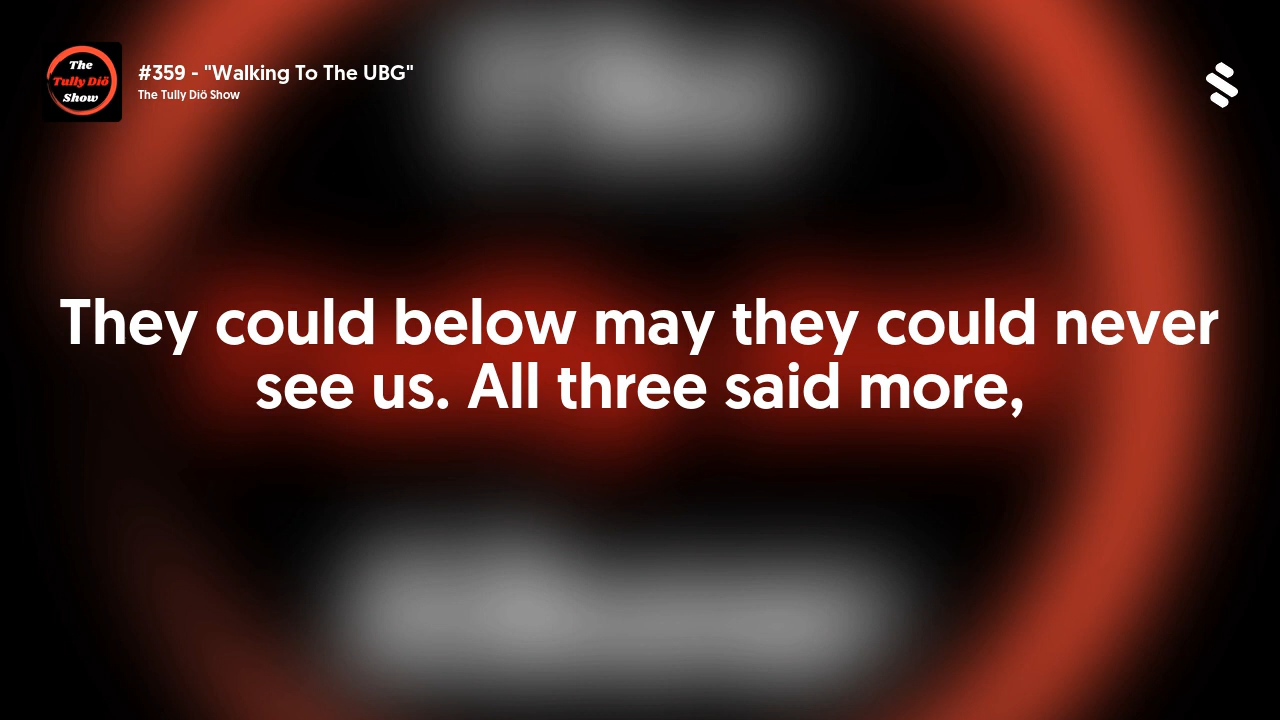 The
Tully Diö
Show
#359 - "Walking To The UBG"
The Tully Diö Show
They could below may they could never
see us. All three said more,